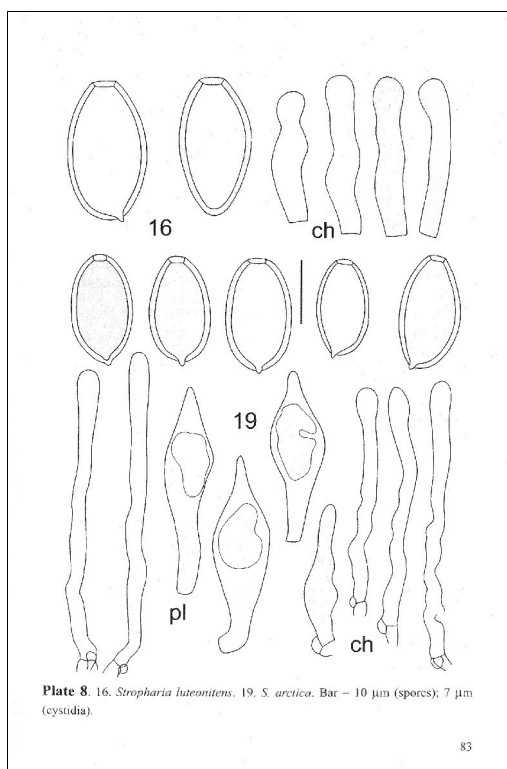 16
ch
19
pl
ch
Plate 8. 16. Stropharia luteonitens. 19. S. arctica. Bar – 10 µm (spores); 7 µm
(cystidia).
83